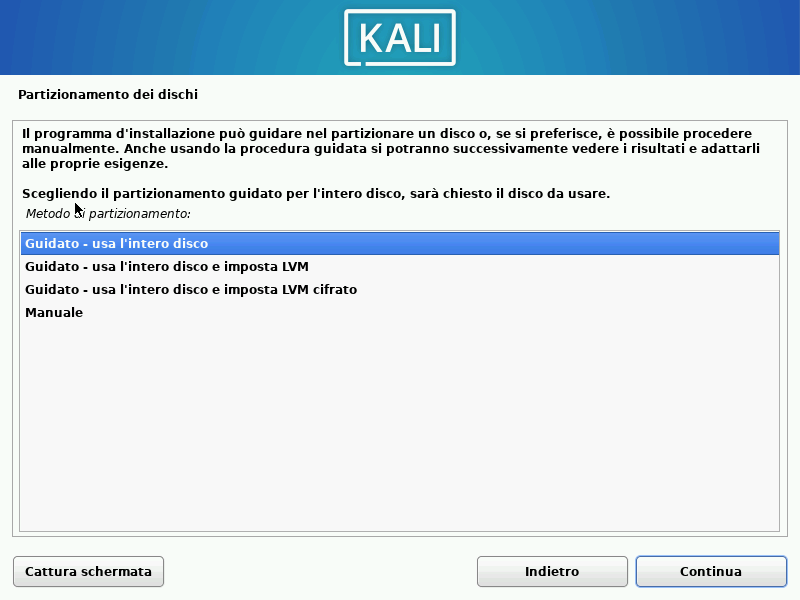 KALI
Partizionamento dei dischi
Il programma d'installazione può guidare nel partizionare un disco o, se si preferisce, è possibile procedere
manualmente. Anche usando la procedura guidata si potranno successivamente vedere i risultati e adattarli
alle proprie esigenze.
Scegliendo il partizionamento guidato per l'intero disco, sarà chiesto il disco da usare.
Metodo di partizionamento:
Guidato - usa l'intero disco
Guidato - usa l'intero disco e imposta LVM
Guidato - usa l'intero disco e imposta LVM cifrato
Manuale
Cattura schermata
Indietro
Continua